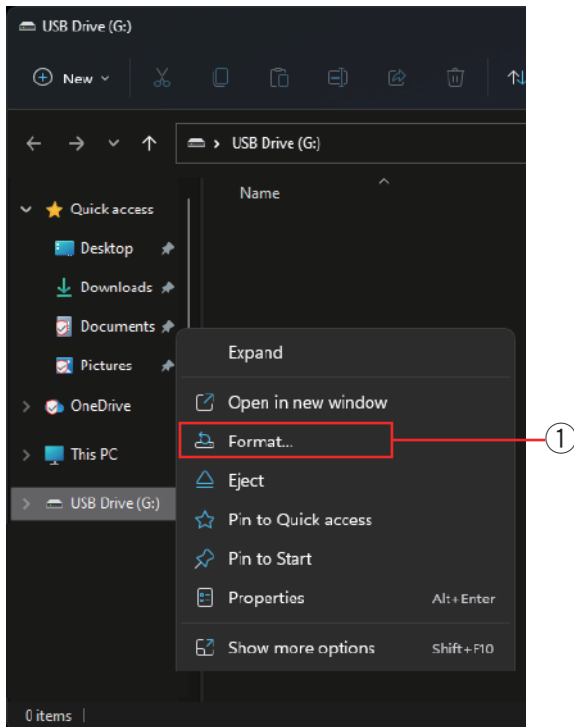 USB Drive (G:)
New
USB Drive (G:)
Name
Quick access
Desktop
Downloads
Documents
Pictures
OneDrive
This PC
USB Drive (G:)
Expand
Open in new window
Format...
1
Eject
Pin to Quick access
Pin to Start
Properties Alt+Enter
Show more options Shift+F10
0 items